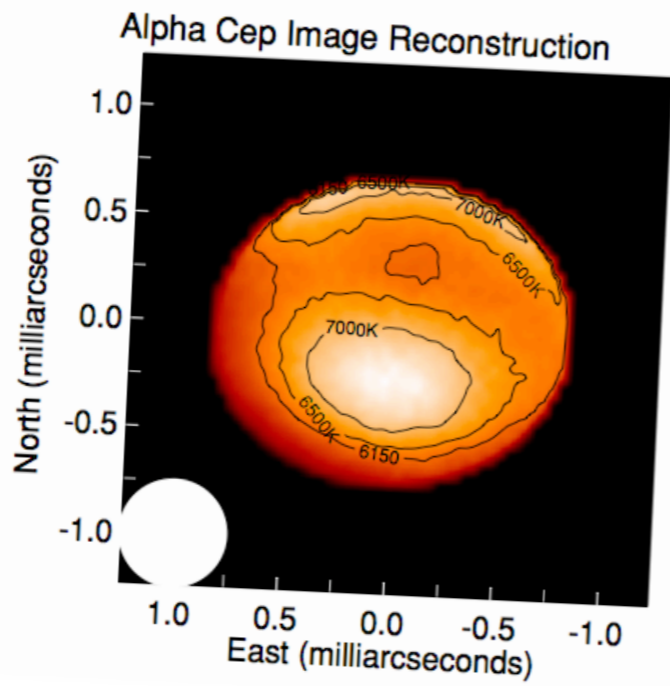 Alpha Cep Image Reconstruction
1.0
0.5
0.0
-0.5
-1.0
North (milliarcseconds)
6150 6500K
7000K
6500K
7000K
6500K
6150
1.0 0.5 0.0 -0.5 -1.0
East (milliarcseconds)